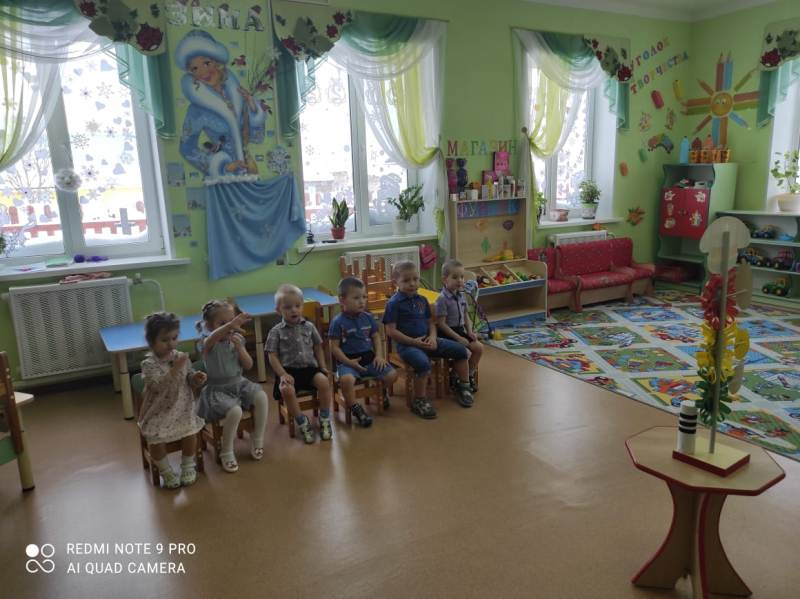 ЗИМА
УГОЛОК
ТВОРЧЕСТВА
МАГАЗИН
REDMI NOTE 9 PRO
AI QUAD CAMERA